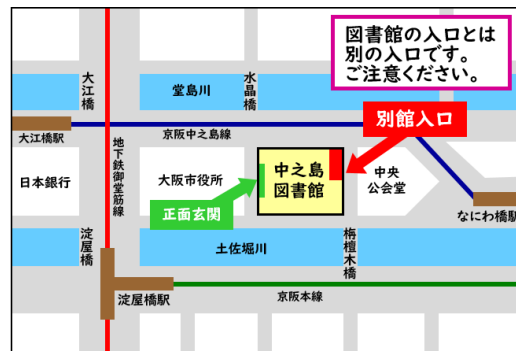 図書館の入口とは
別の入口です。
ご注意ください。
大江橋
堂島川
水晶橋
別館入口
大江橋駅
京阪中之島線
地下鉄御堂筋線
日本銀行
大阪市役所
中之島
図書館
中央
公会堂
正面玄関
なにわ橋駅
淀屋橋
土佐堀川
栴檀木橋
淀屋橋駅
京阪本線